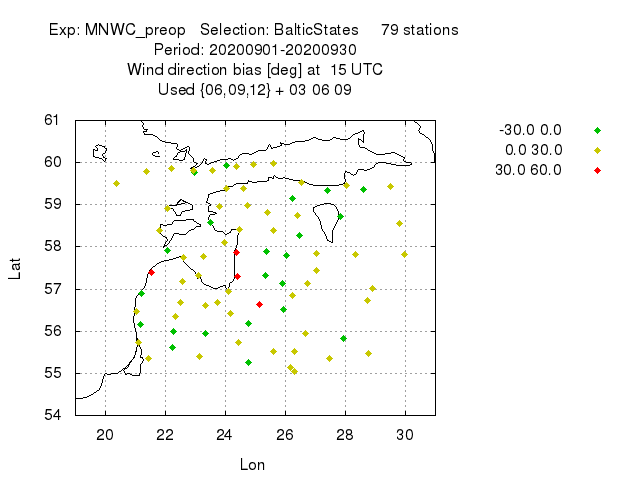 Exp: MNWC_preop Selection: BalticStates 79 stations
Period: 20200901-20200930
Wind direction bias [deg] at 15 UTC
Used {06,09,12} + 03 06 09
-30.0 0.0
0.0 30.0
30.0 60.0
61
60
59
58
57
56
55
54
Lat
20 22 24 26 28 30
Lon